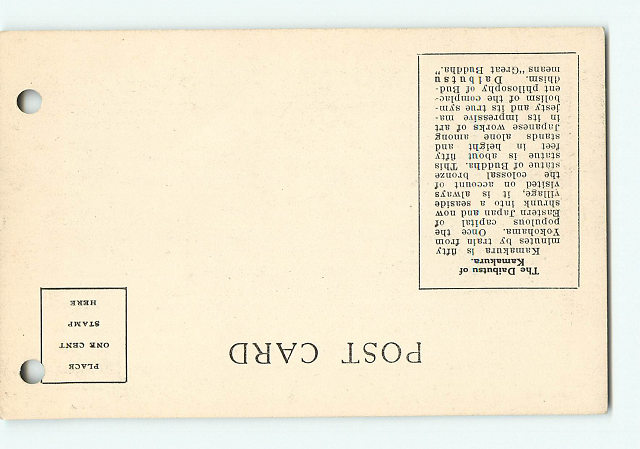 POST CARD
PLACE
ONE CENT
STAMP
HERE
The Daibutsu of
Kamakura.
Kamakura is fifty
minutes by train from
Yokohama. Once the
populous capital of
Eastern Japan and now
shrunk into a seaside
village, it is always
visited on account of
the colossal bronze
statue of Buddha. This
statue is about fifty
feet in height and
stands alone among
Japanese works of art
in its impressive ma-
jesty and its true sym-
bolism of the complac-
ent philosophy of Bud-
dhism. Daibutsu
means "Great Buddha."